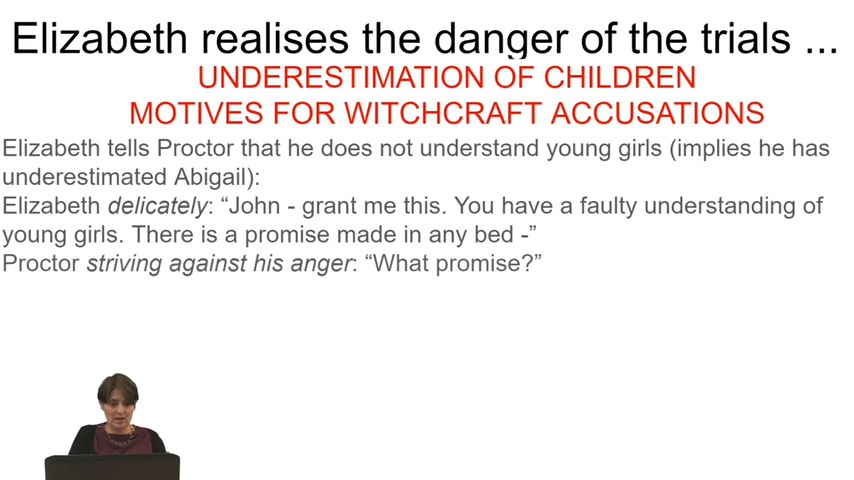 Elizabeth realises the danger of the trials ...
UNDERESTIMATION OF CHILDREN
MOTIVES FOR WITCHCRAFT ACCUSATIONS
Elizabeth tells Proctor that he does not understand young girls (implies he has
underestimated Abigail):
Elizabeth delicately: “John - grant me this. You have a faulty understanding of
young girls. There is a promise made in any bed -”
Proctor striving against his anger: “What promise?”